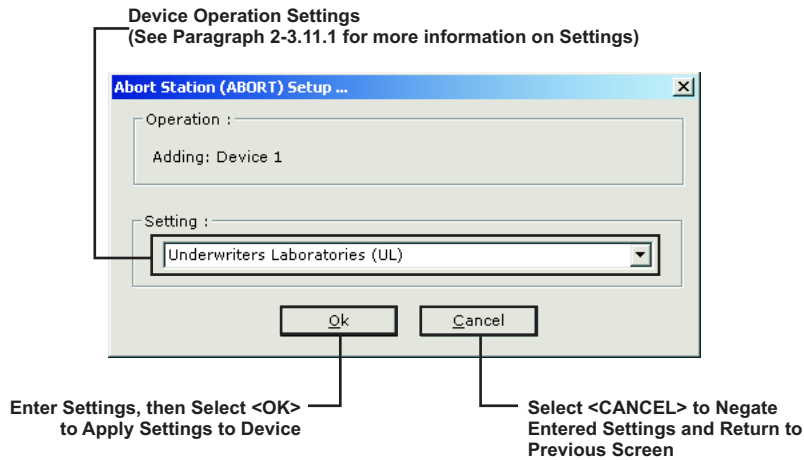 Device Operation Settings
(See Paragraph 2-3.11.1 for more information on Settings)
Abort Station (ABORT) Setup ...
Operation :
Adding: Device 1
Setting :
Underwriters Laboratories (UL)
Ok
Cancel
Enter Settings, then Select <OK>
to Apply Settings to Device
Select <CANCEL> to Negate
Entered Settings and Return to
Previous Screen